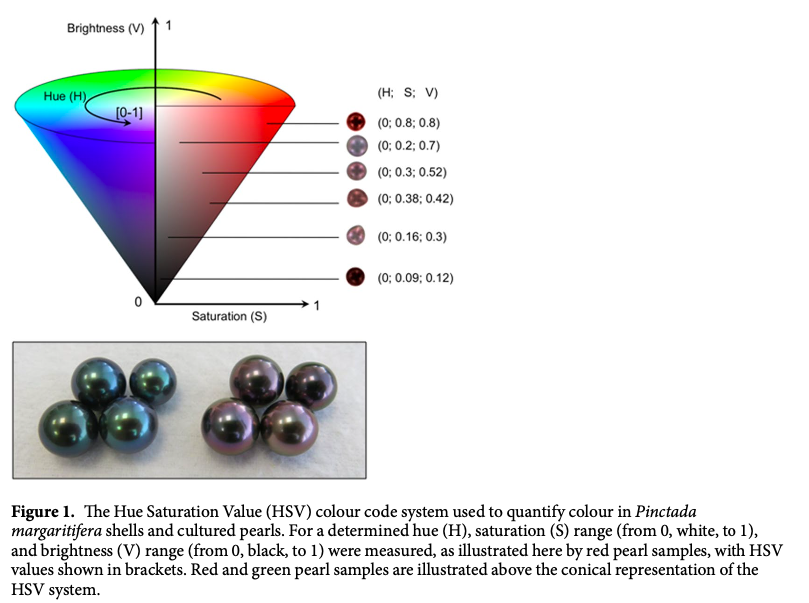 Brightness (V) 1
Hue (H)
[0-1]
(H; S; V)
(0; 0.8; 0.8)
(0; 0.2; 0.7)
(0; 0.3; 0.52)
(0; 0.38; 0.42)
(0; 0.16; 0.3)
(0; 0.09; 0.12)
0
1
Saturation (S)
Figure 1. The Hue Saturation Value (HSV) colour code system used to quantify colour in Pinctada
margaritifera shells and cultured pearls. For a determined hue (H), saturation (S) range (from 0, white, to 1),
and brightness (V) range (from 0, black, to 1) were measured, as illustrated here by red pearl samples, with HSV
values shown in brackets. Red and green pearl samples are illustrated above the conical representation of the
HSV system.